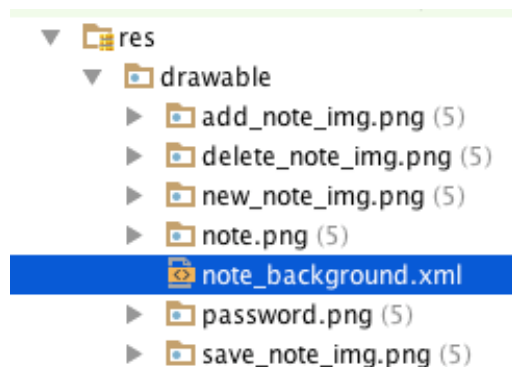 res
drawable
add_note_img.png (5)
delete_note_img.png (5)
new_note_img.png (5)
note.png (5)
note_background.xml
password.png (5)
save_note_img.png (5)